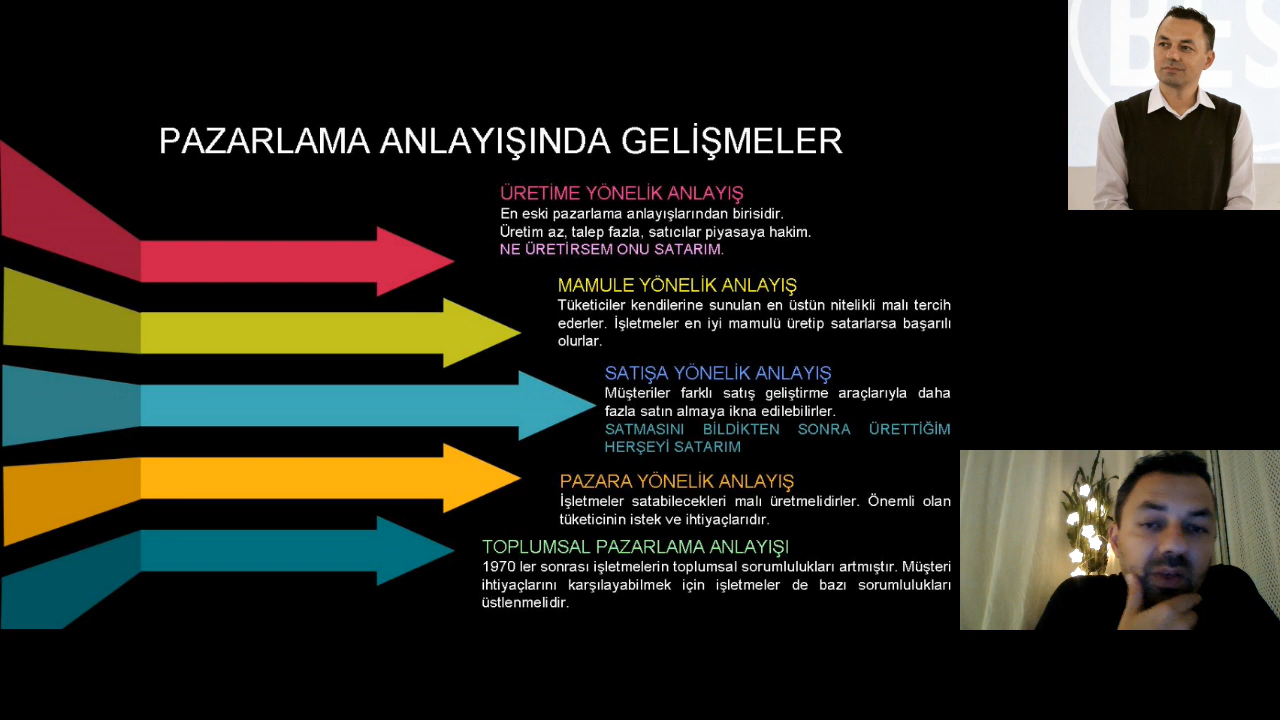 PAZARLAMA ANLAYIŞINDA GELİŞMELER
ÜRETİME YÖNELİK ANLAYIŞ
En eski pazarlama anlayışlarından birisidir.
Üretim az, talep fazla, satıcılar piyasaya hakim.
NE ÜRETİRSEM ONU SATARIM.
MAMULE YÖNELİK ANLAYIŞ
Tüketiciler kendilerine sunulan en üstün nitelikli malı tercih
ederler. İşletmeler en iyi mamulü üretip satarlarsa başarılı
olurlar.
SATIŞA YÖNELİK ANLAYIŞ
Müşteriler farklı satış geliştirme araçlarıyla daha
fazla satın almaya ikna edilebilirler.
SATMASINI BİLDİKTEN SONRA ÜRETTİĞİM
HERŞEYİ SATARIM
PAZARA YÖNELİK ANLAYIŞ
İşletmeler satabilecekleri malı üretmelidirler. Önemli olan
tüketicinin istek ve ihtiyaçlarıdır.
TOPLUMSAL PAZARLAMA ANLAYIŞI
1970 ler sonrası işletmelerin toplumsal sorumlulukları artmıştır. Müşteri
ihtiyaçlarını karşılayabilmek için işletmeler de bazı sorumlulukları
üstlenmelidir.